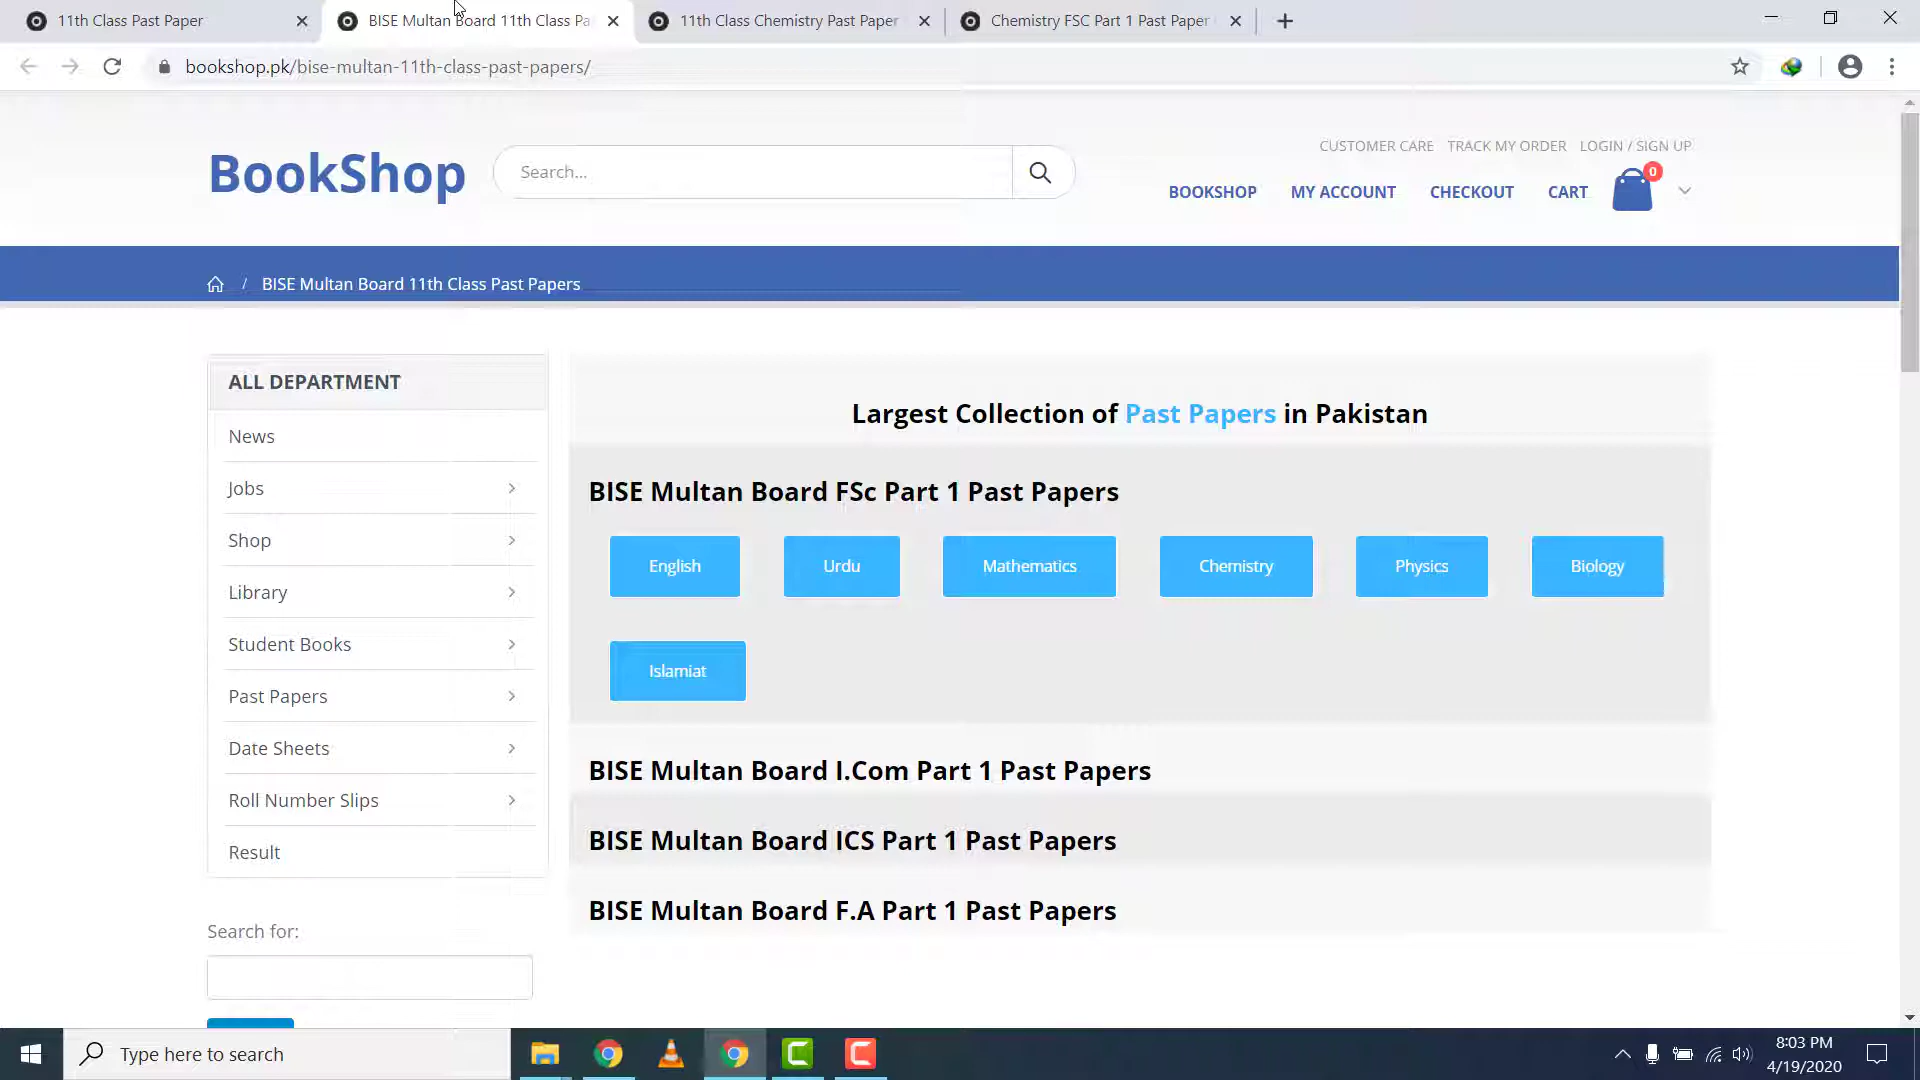 11th Class Past Paper
BISE Multan Board 11th Class Pa
11th Class Chemistry Past Paper
Chemistry FSC Part 1 Past Paper
bookshop.pk/bise-multan-11th-class-past-papers/
CUSTOMER CARE TRACK MY ORDER LOGIN / SIGN UP
BookShop
Search...
BOOKSHOP MY ACCOUNT CHECKOUT CART 0
/ BISE Multan Board 11th Class Past Papers
ALL DEPARTMENT
News
Jobs
Shop
Library
Student Books
Past Papers
Date Sheets
Roll Number Slips
Result
Search for:
Largest Collection of Past Papers in Pakistan
BISE Multan Board FSc Part 1 Past Papers
English Urdu Mathematics Chemistry Physics Biology
Islamiat
BISE Multan Board I.Com Part 1 Past Papers
BISE Multan Board ICS Part 1 Past Papers
BISE Multan Board F.A Part 1 Past Papers
Type here to search
8:03 PM
4/19/2020